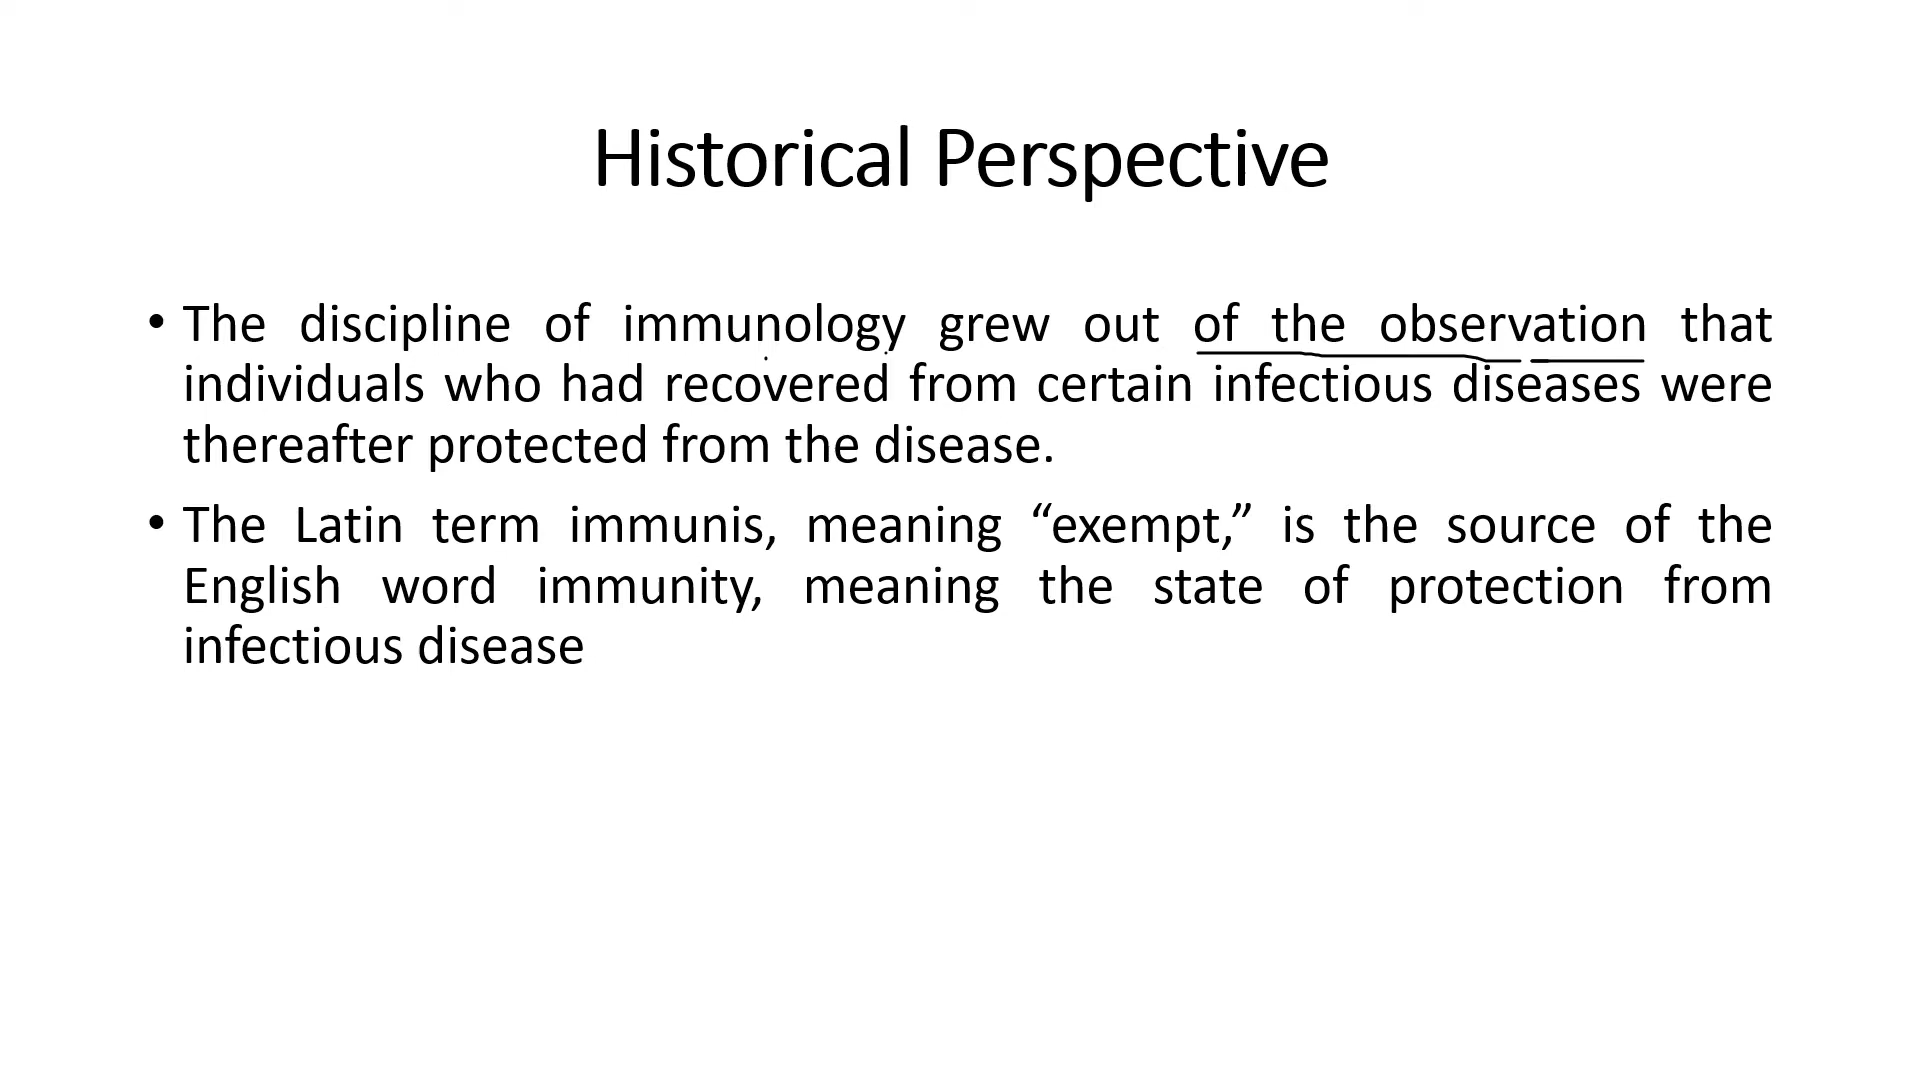 Historical Perspective
• The discipline of immunology grew out of the observation that
individuals who had recovered from certain infectious diseases were
thereafter protected from the disease.
• The Latin term immunis, meaning “exempt,” is the source of the
English word immunity, meaning the state of protection from
infectious disease